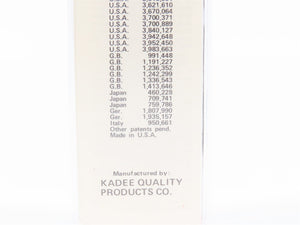 U.S.A. 3,621,610
U.S.A. 3,670,064
U.S.A. 3,700,371
U.S.A. 3,700,889
U.S.A. 3,840,127
U.S.A. 3,942,648
U.S.A. 3,952,450
U.S.A. 3,983,663
G.B. 991,448
G.B. 1,191,227
G.B. 1,236,352
G.B. 1,242,299
G.B. 1,336,543
G.B. 1,413,646
Japan 460,228
Japan 709,741
Japan 759,786
Ger. 1,807,990
Ger. 1,935,157
Italy 950,661
Other patents pend.
Made in U.S.A.
Manufactured by:
KADEE QUALITY
PRODUCTS CO.